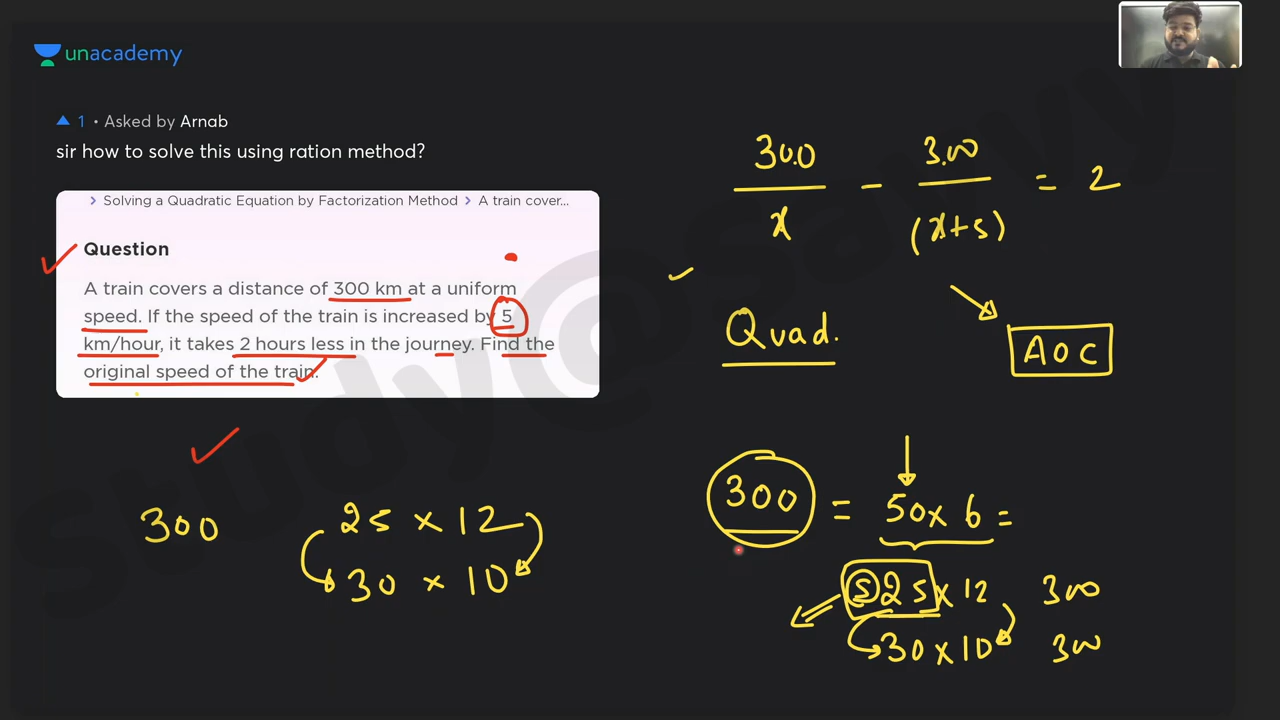 unacademy
1 • Asked by Arnab
sir how to solve this using ration method?
> Solving a Quadratic Equation by Factorization Method > A train cover...
Question
A train covers a distance of 300 km at a uniform
speed. If the speed of the train is increased by 5
km/hour, it takes 2 hours less in the journey. Find the
original speed of the train.
300
25 × 12
30 × 10
300/x - 300/(x+5) = 2
Quad.
AOC
300 = 50 × 6 =
(S) 25 × 12 300
30 × 10 300
study@savvy